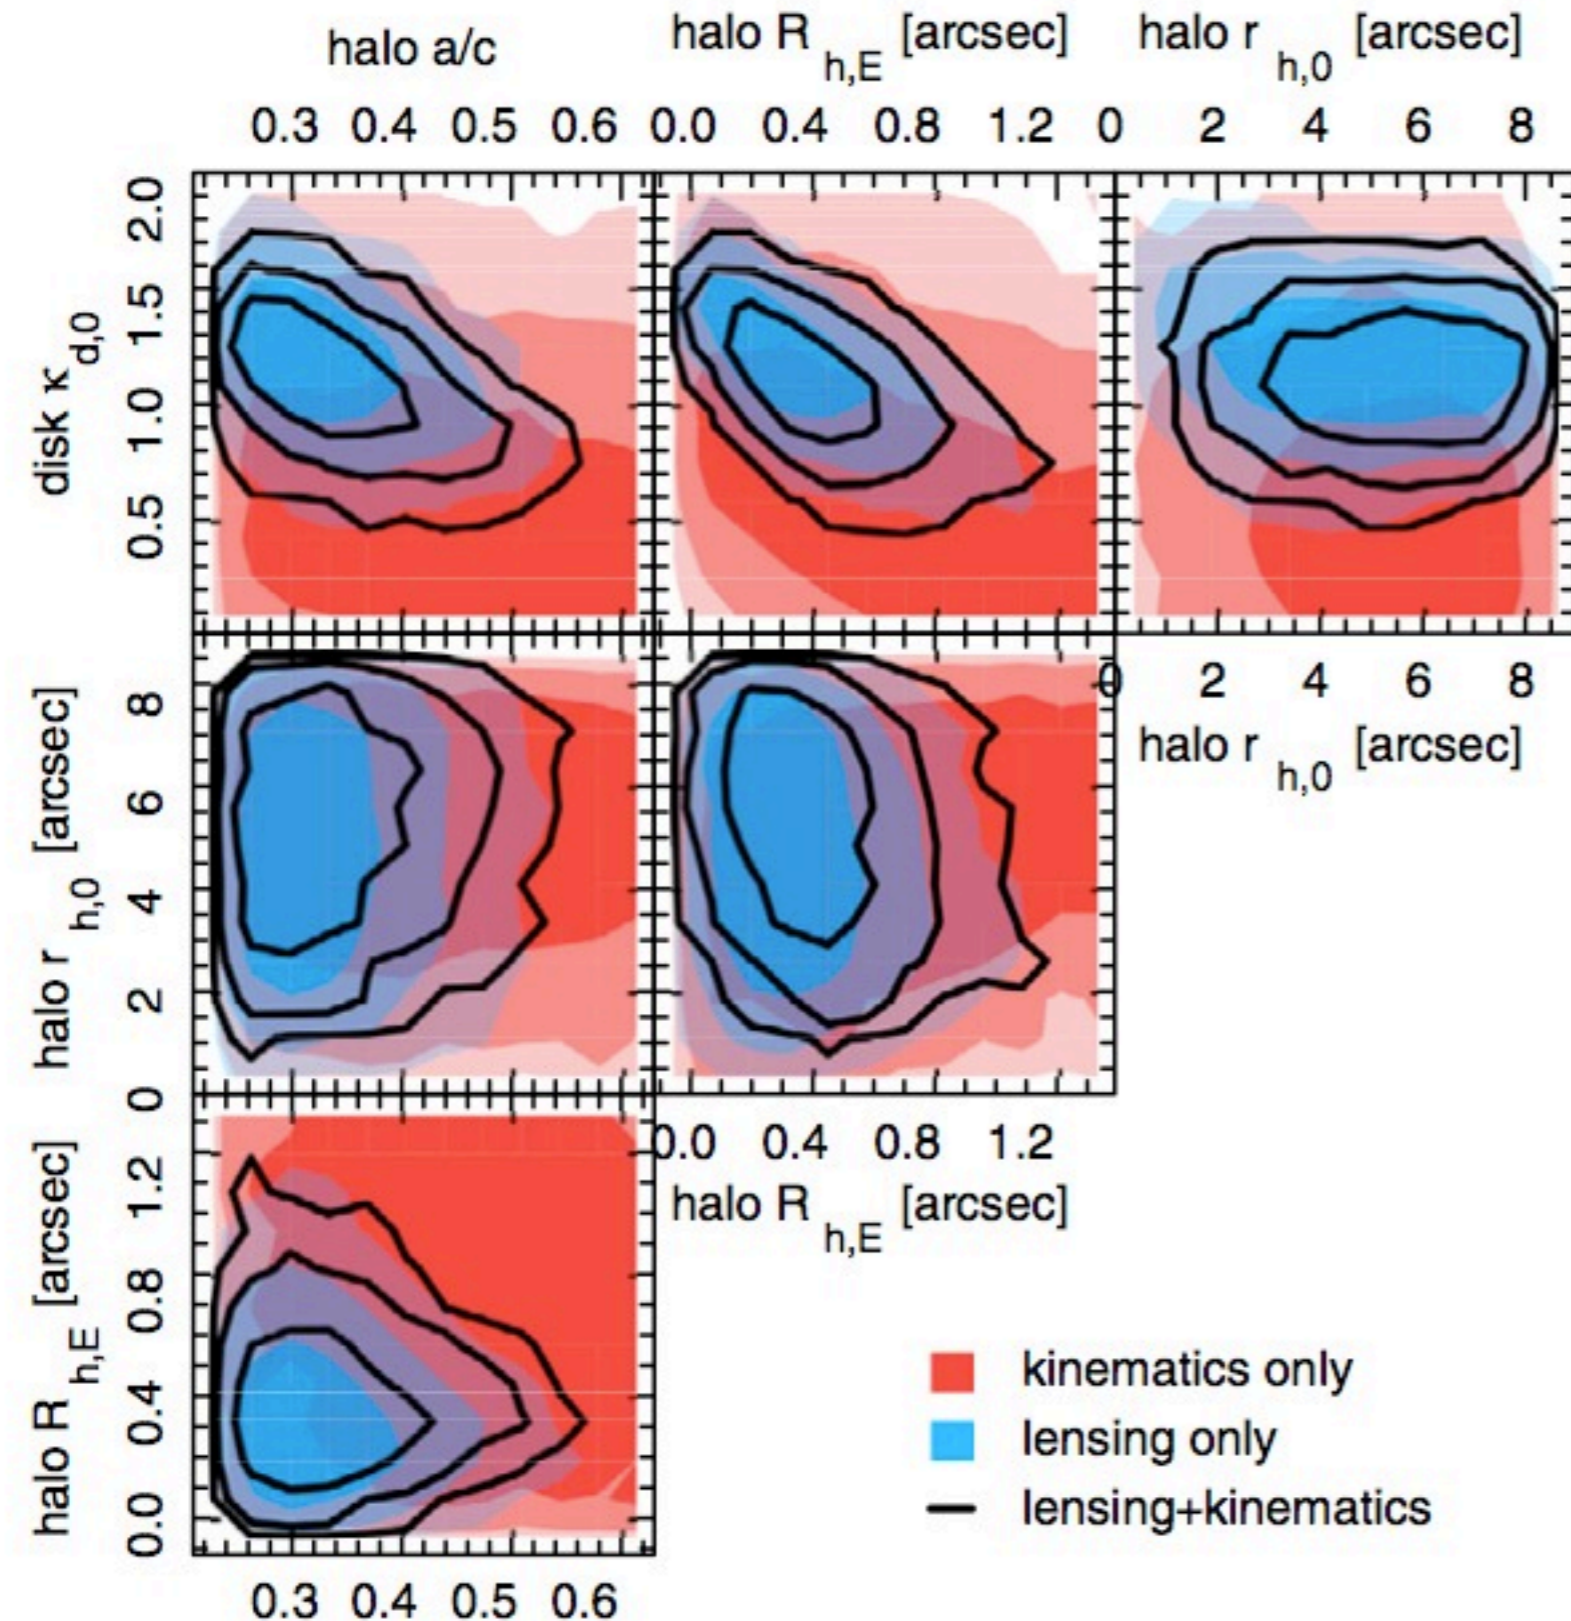 halo a/c halo R h,E [arcsec] halo r h,0 [arcsec]
0.3 0.4 0.5 0.6 0.0 0.4 0.8 1.2 0 2 4 6 8
disk κ d,0
2.0
1.5
1.0
0.5
halo r h,0 [arcsec]
8
6
4
2
0
0 2 4 6 8
halo r h,0 [arcsec]
halo R h,E [arcsec]
1.2
0.8
0.4
0.0
0.0 0.4 0.8 1.2
halo R h,E [arcsec]
kinematics only
lensing only
lensing+kinematics
0.3 0.4 0.5 0.6